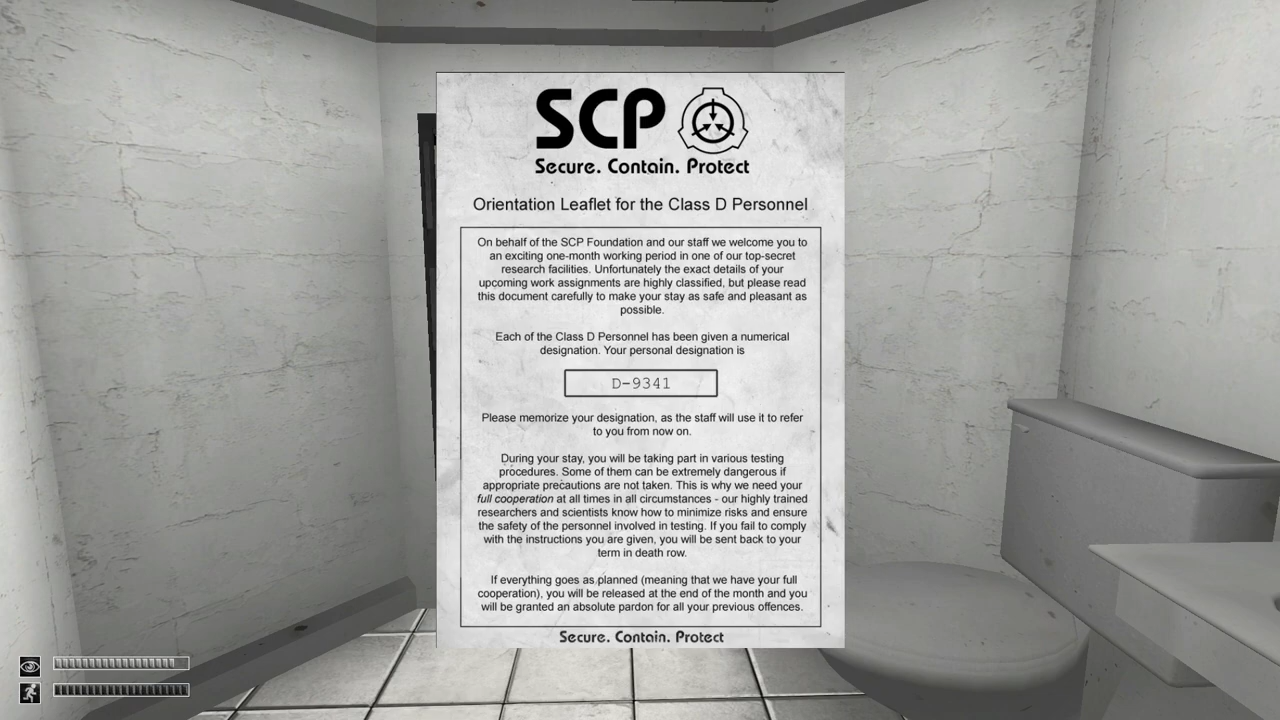 SCP
Secure. Contain. Protect
Orientation Leaflet for the Class D Personnel
On behalf of the SCP Foundation and our staff we welcome you to
an exciting one-month working period in one of our top-secret
research facilities. Unfortunately the exact details of your
upcoming work assignments are highly classified, but please read
this document carefully to make your stay as safe and pleasant as
possible.
Each of the Class D Personnel has been given a numerical
designation. Your personal designation is
D-9341
Please memorize your designation, as the staff will use it to refer
to you from now on.
During your stay, you will be taking part in various testing
procedures. Some of them can be extremely dangerous if
appropriate precautions are not taken. This is why we need your
full cooperation at all times in all circumstances - our highly trained
researchers and scientists know how to minimize risks and ensure
the safety of the personnel involved in testing. If you fail to comply
with the instructions you are given, you will be sent back to your
term in death row.
If everything goes as planned (meaning that we have your full
cooperation), you will be released at the end of the month and you
will be granted an absolute pardon for all your previous offences.
Secure. Contain. Protect